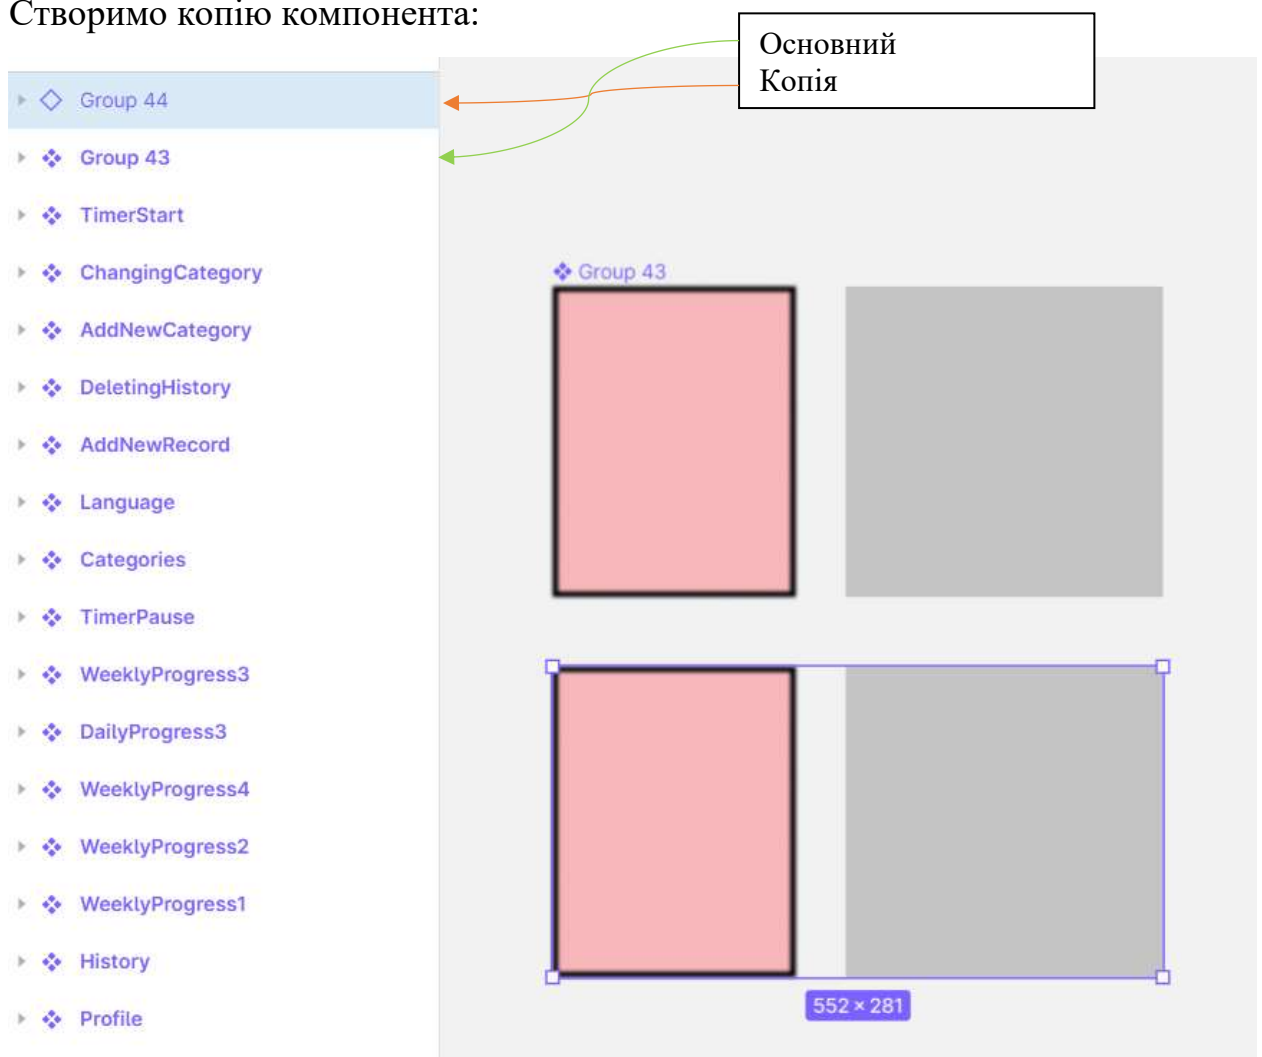 Створимо копію компонента:
Основний
Копія
Group 44
Group 43
TimerStart
ChangingCategory
AddNewCategory
DeletingHistory
AddNewRecord
Language
Categories
TimerPause
WeeklyProgress3
DailyProgress3
WeeklyProgress4
WeeklyProgress2
WeeklyProgress1
History
Profile
Group 43
552 × 281